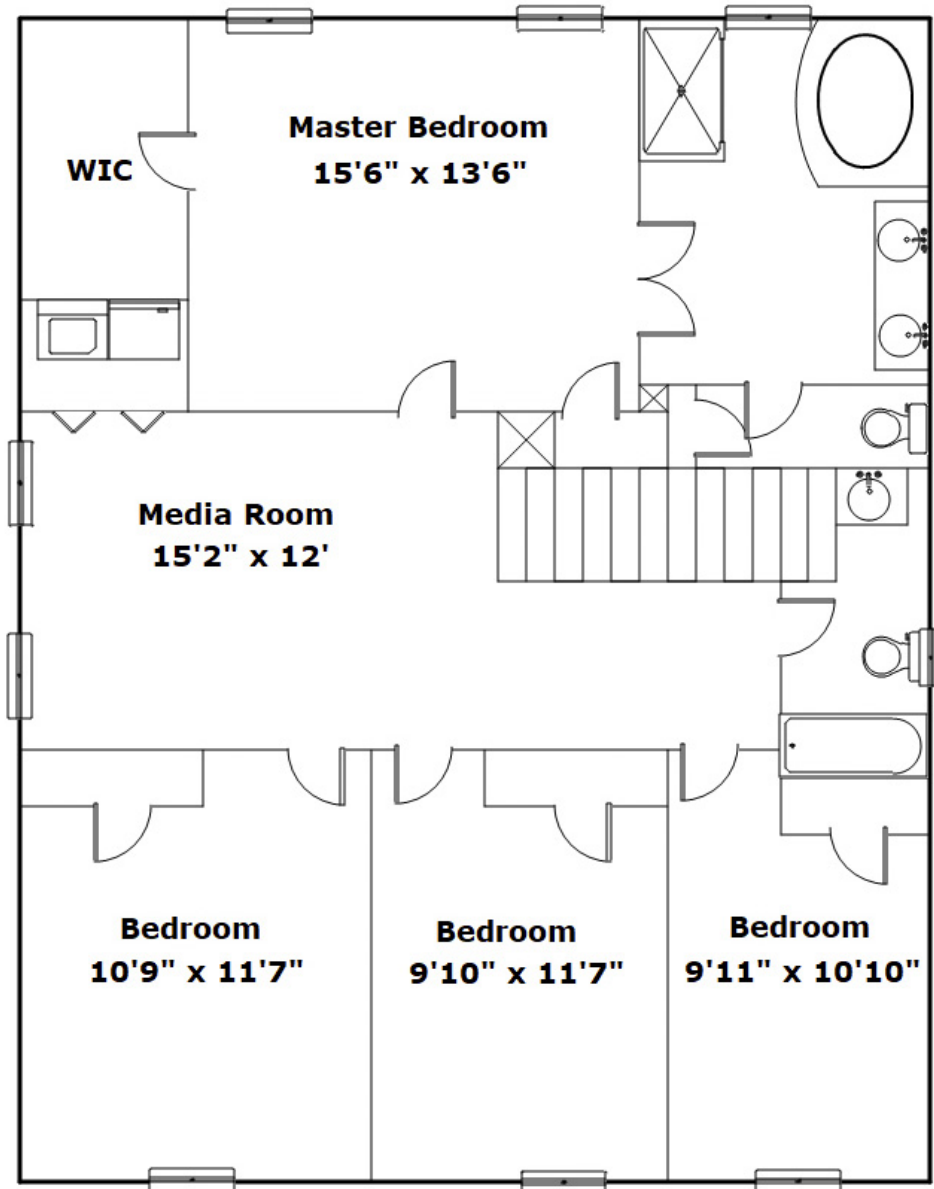 Master Bedroom
15'6" x 13'6"
WIC
Media Room
15'2" x 12'
Bedroom
10'9" x 11'7"
Bedroom
9'10" x 11'7"
Bedroom
9'11" x 10'10"